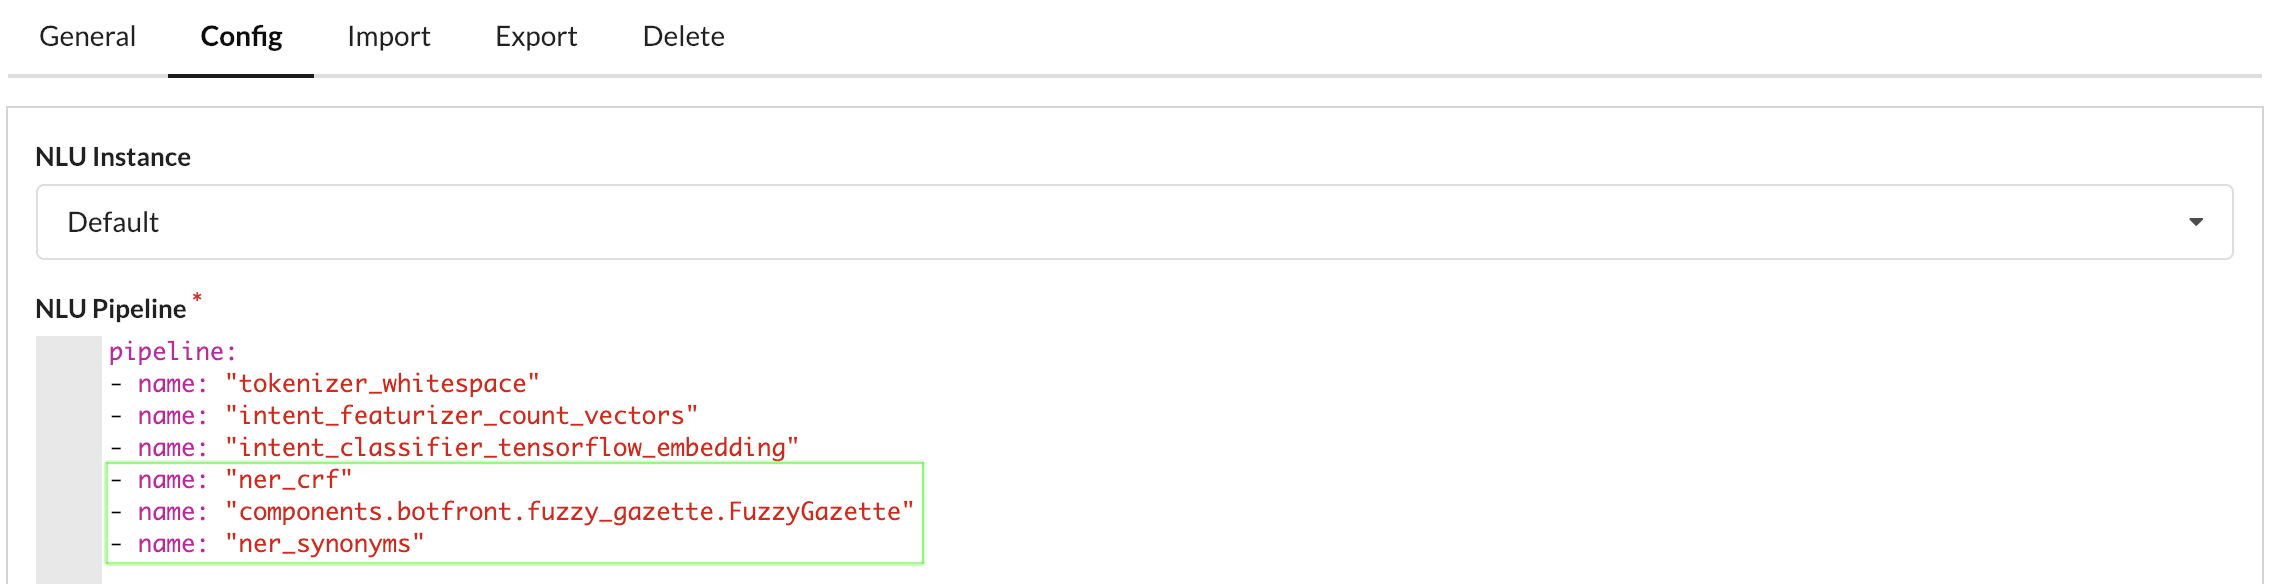 General Config Import Export Delete
NLU Instance
Default
NLU Pipeline *
pipeline:
- name: "tokenizer_whitespace"
- name: "intent_featurizer_count_vectors"
- name: "intent_classifier_tensorflow_embedding"
- name: "ner_crf"
- name: "components.botfront.fuzzy_gazette.FuzzyGazette"
- name: "ner_synonyms"